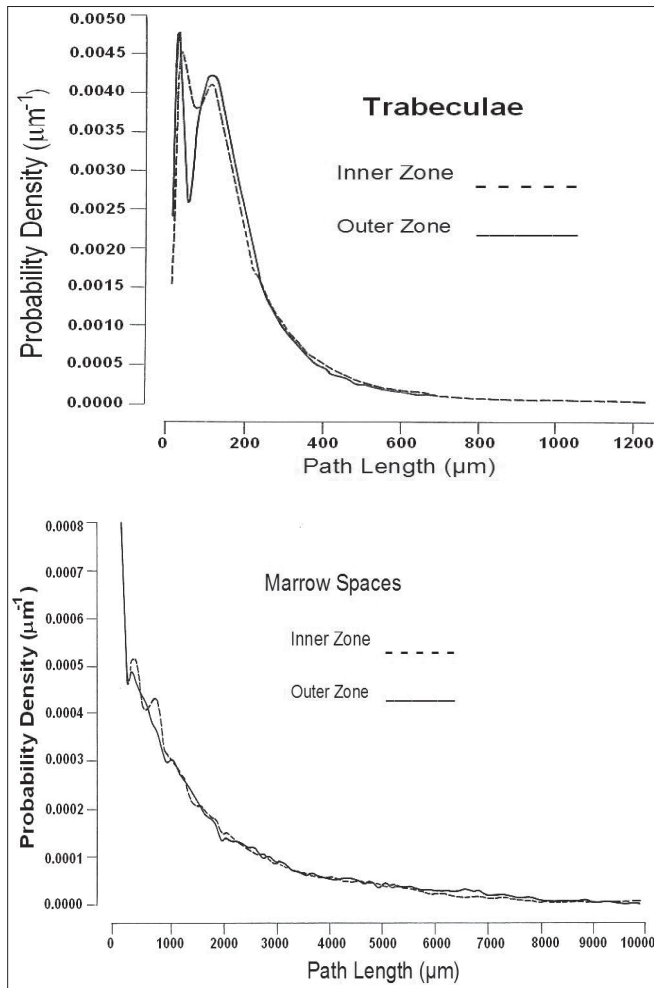 0.0050
0.0045
0.0040
0.0035
0.0030
0.0025
0.0020
0.0015
0.0010
0.0005
0.0000
Probability Density (µm⁻¹)
Trabeculae
Inner Zone
Outer Zone
0 200 400 600 800 1000 1200
Path Length (µm)
0.0008
0.0007
0.0006
0.0005
0.0004
0.0003
0.0002
0.0001
0.0000
Probability Density (µm⁻¹)
Marrow Spaces
Inner Zone
Outer Zone
0 1000 2000 3000 4000 5000 6000 7000 8000 9000 10000
Path Length (µm)